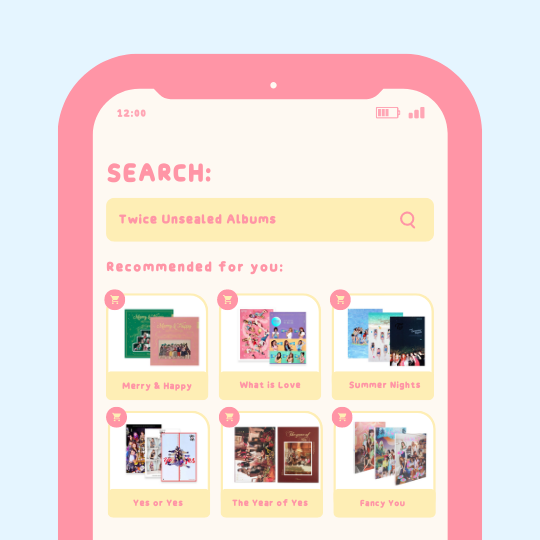 12:00
SEARCH:
Twice Unsealed Albums
Recommended for you:
Merry & Happy
What is Love
Summer Nights
Yes or Yes
The Year of Yes
Fancy You